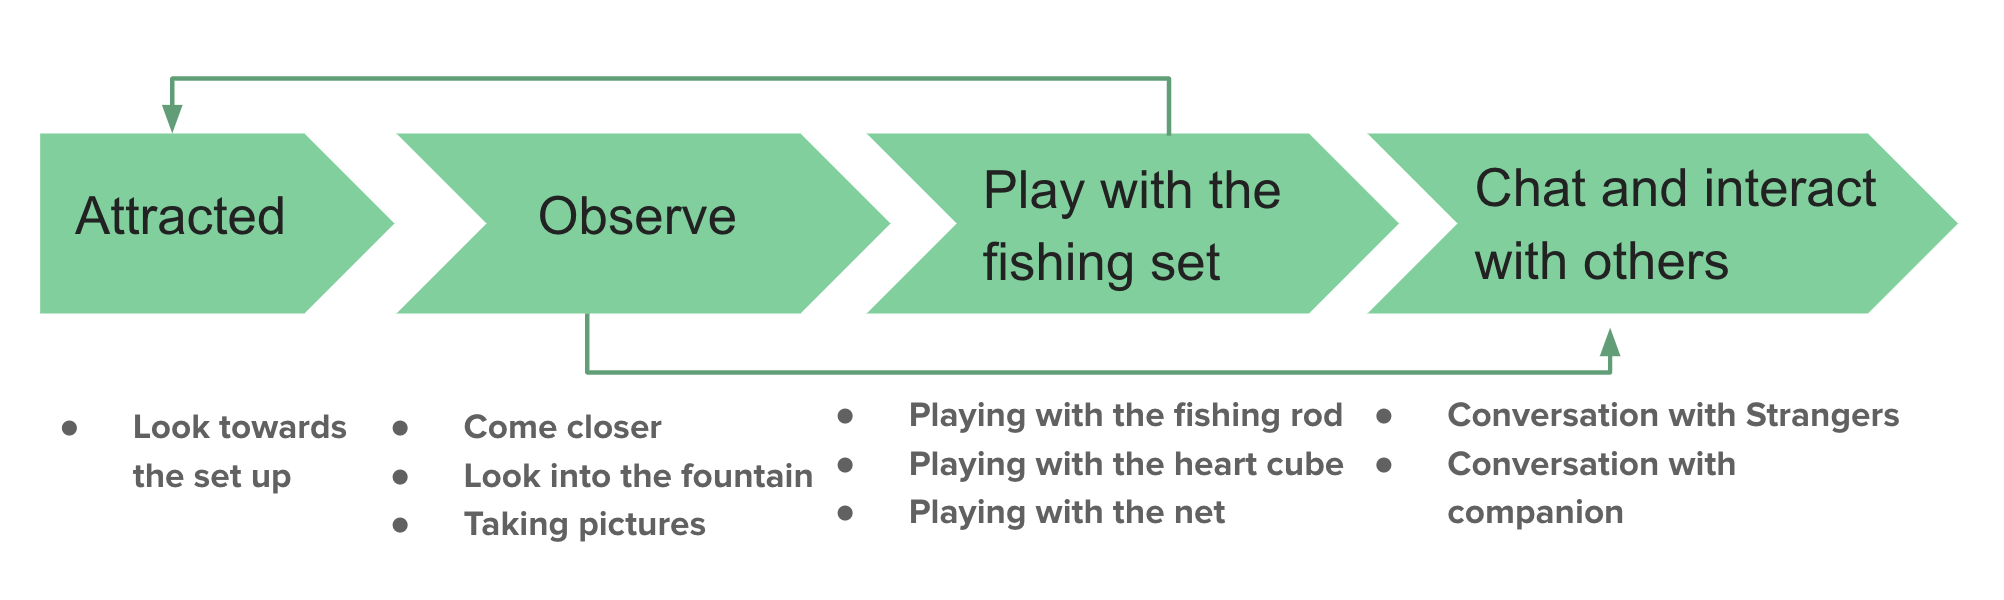 Attracted
Observe
Play with the
fishing set
Chat and interact
with others
● Look towards
the set up
● Come closer
● Look into the fountain
● Taking pictures
● Playing with the fishing rod
● Playing with the heart cube
● Playing with the net
● Conversation with Strangers
● Conversation with
companion